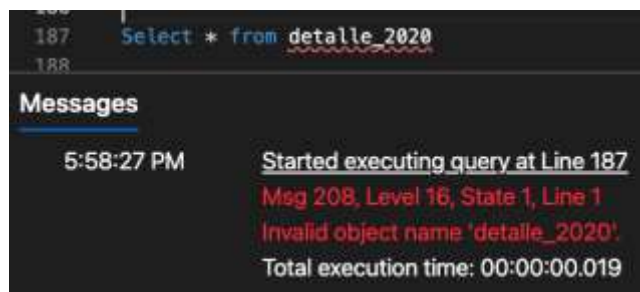 187 Select * from detalle_2020
188
Messages
5:58:27 PM Started executing query at Line 187
Msg 208, Level 16, State 1, Line 1
Invalid object name 'detalle_2020'.
Total execution time: 00:00:00.019